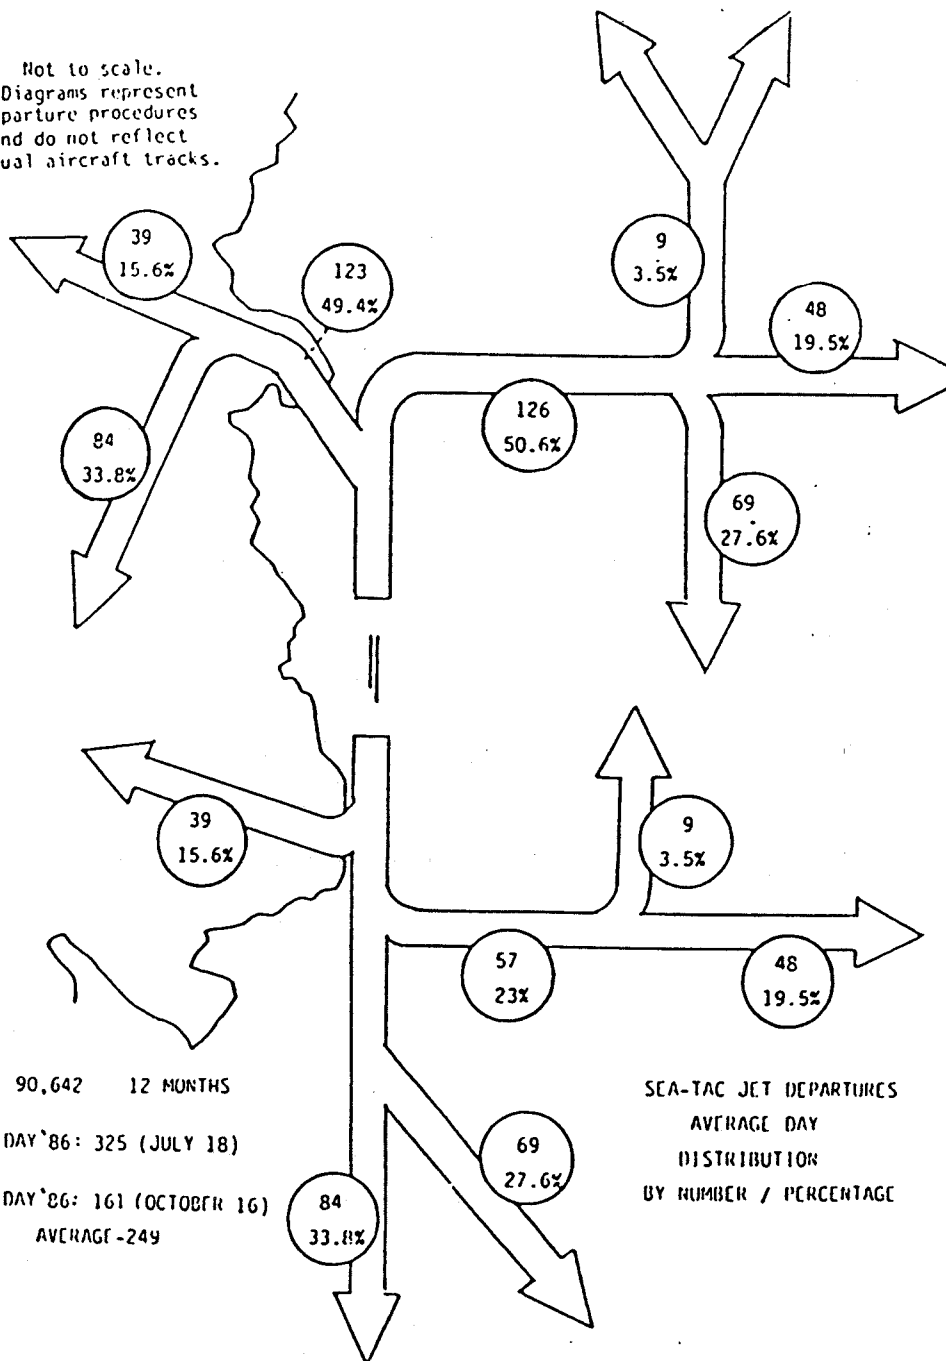 Not to scale.
Diagrams represent
parture procedures
nd do not reflect
ual aircraft tracks.
39
15.6%
123
49.4%
9
3.5%
48
19.5%
126
50.6%
84
33.8%
69
27.6%
39
15.6%
9
3.5%
57
23%
48
19.5%
90,642 12 MONTHS
DAY'86: 325 (JULY 18)
DAY'86: 161 (OCTOBER 16)
AVERAGE-249
69
27.6%
84
33.8%
SEA-TAC JET DEPARTURES
AVERAGE DAY
DISTRIBUTION
BY NUMBER / PERCENTAGE